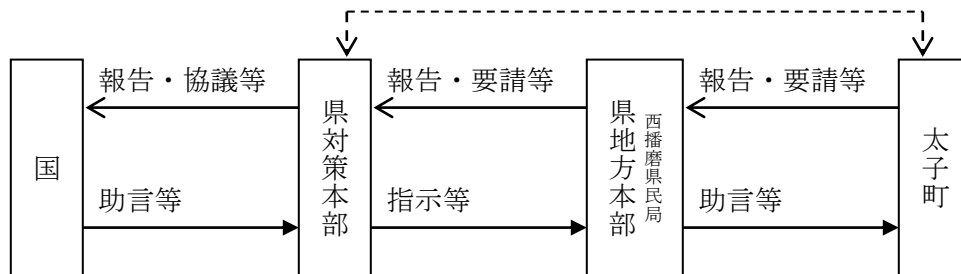 報告・協議等
報告・要請等
報告・要請等
国
県対策本部
県地方本部
西播磨県民局
太子町
助言等
指示等
助言等